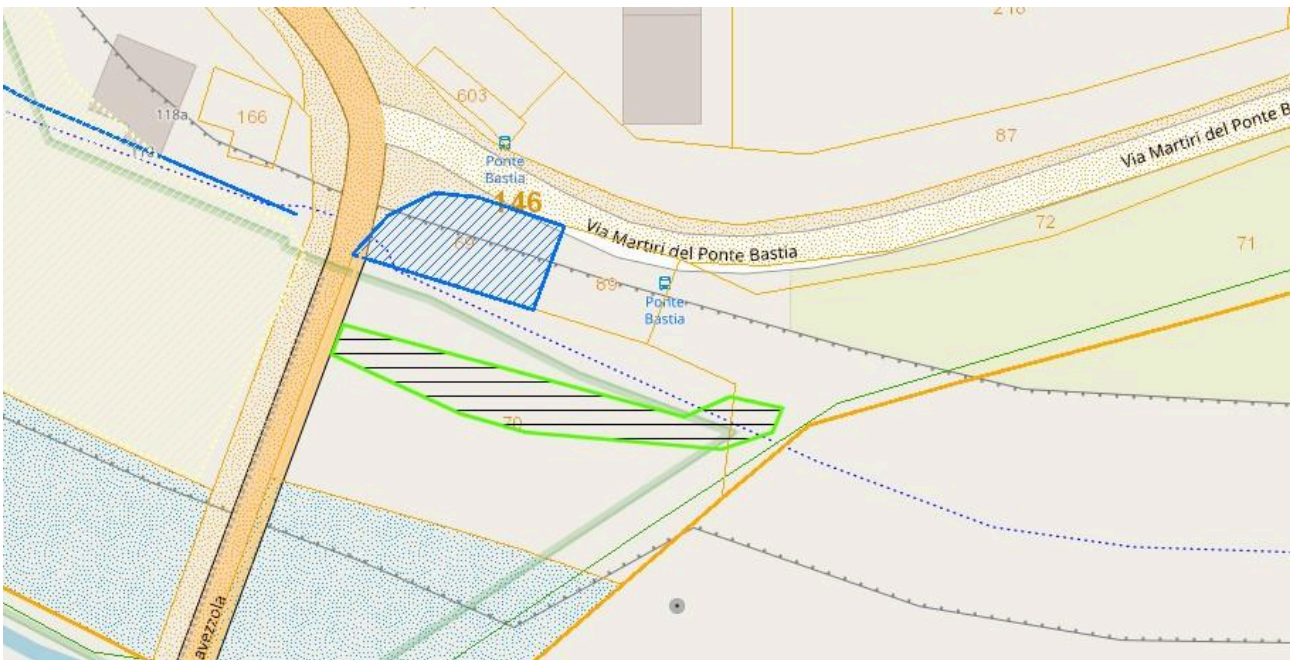 218
603
118a
166
87
Ponte
Bastia
146
Via Martiri del Ponte B
Via Martiri del Ponte Bastia
72
71
69
89
Ponte
Bastia
70
avezzola